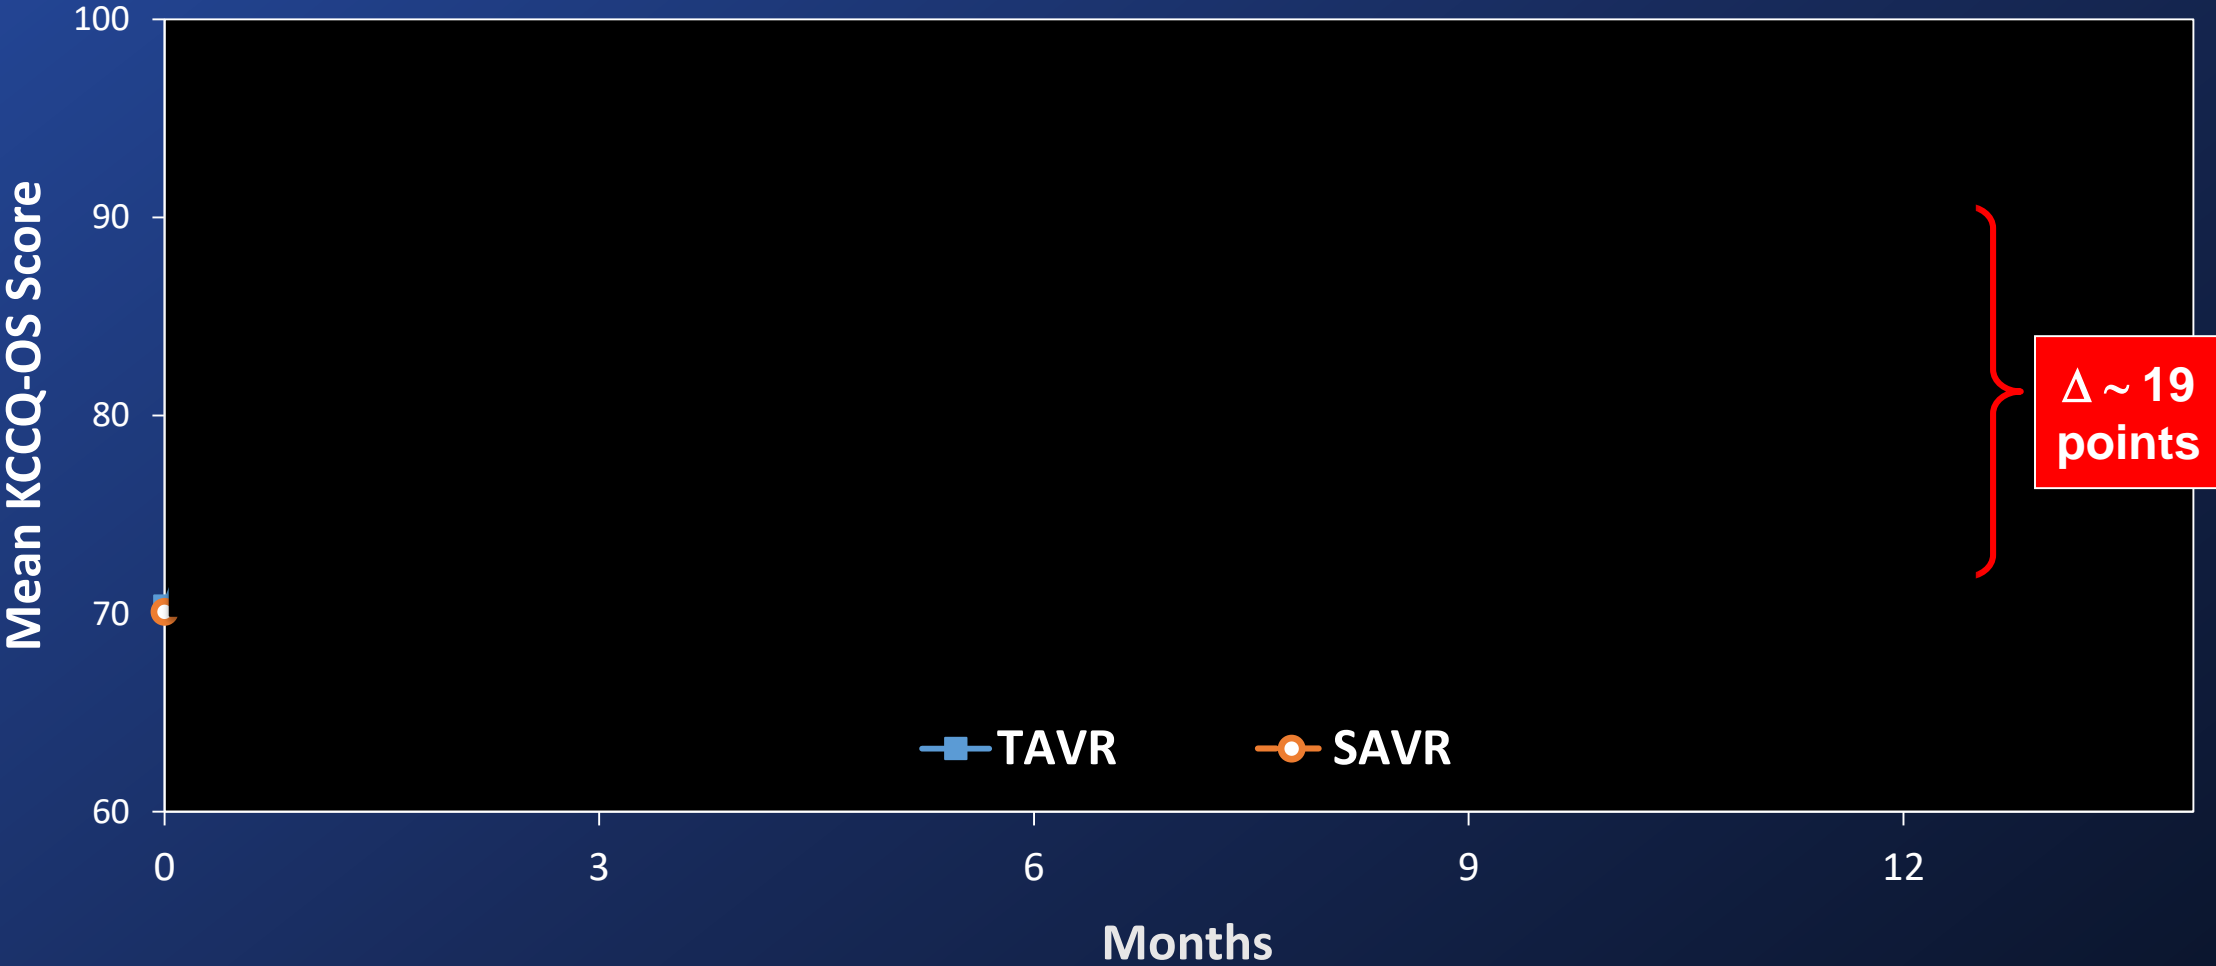 100
90
80
70
60
Mean KCCQ-OS Score
Δ ~ 19
points
TAVR
SAVR
0
3
6
9
12
Months